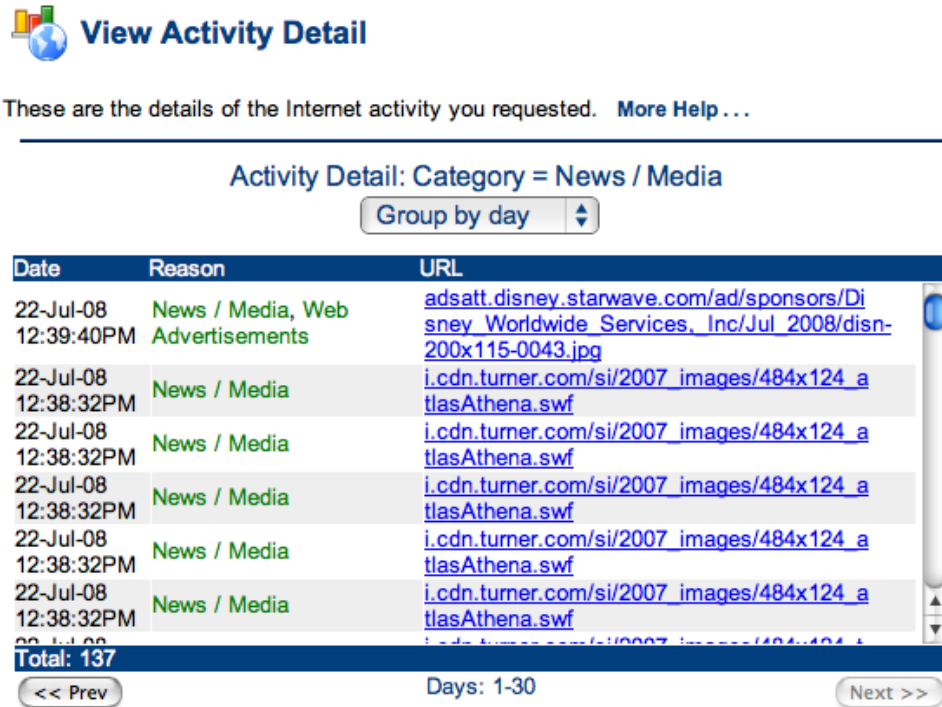 View Activity Detail
These are the details of the Internet activity you requested. More Help...
Activity Detail: Category = News / Media
Group by day
Date Reason URL
22-Jul-08 12:39:40PM News / Media, Web Advertisements adsatt.disney.starwave.com/ad/sponsors/Di
sney_Worldwide_Services,_Inc/Jul_2008/disn-
200x115-0043.jpg
22-Jul-08 12:38:32PM News / Media i.cdn.turner.com/si/2007_images/484x124_a
tlasAthena.swf
22-Jul-08 12:38:32PM News / Media i.cdn.turner.com/si/2007_images/484x124_a
tlasAthena.swf
22-Jul-08 12:38:32PM News / Media i.cdn.turner.com/si/2007_images/484x124_a
tlasAthena.swf
22-Jul-08 12:38:32PM News / Media i.cdn.turner.com/si/2007_images/484x124_a
tlasAthena.swf
22-Jul-08 12:38:32PM News / Media i.cdn.turner.com/si/2007_images/484x124_a
tlasAthena.swf
Total: 137
<< Prev Days: 1-30 Next >>